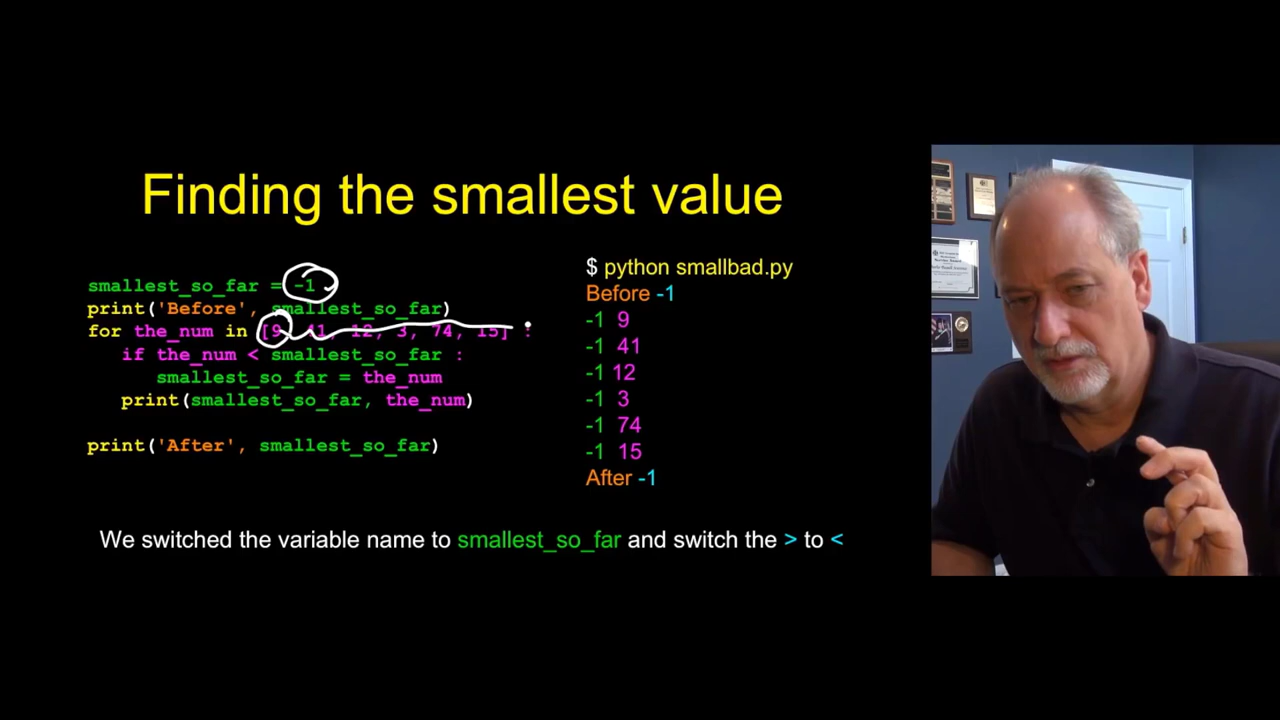 Finding the smallest value
smallest_so_far = -1
print('Before', smallest_so_far)
for the_num in [9, 41, 12, 3, 74, 15] :
if the_num < smallest_so_far :
smallest_so_far = the_num
print(smallest_so_far, the_num)
print('After', smallest_so_far)
$ python smallbad.py
Before -1
-1 9
-1 41
-1 12
-1 3
-1 74
-1 15
After -1
We switched the variable name to smallest_so_far and switch the > to <